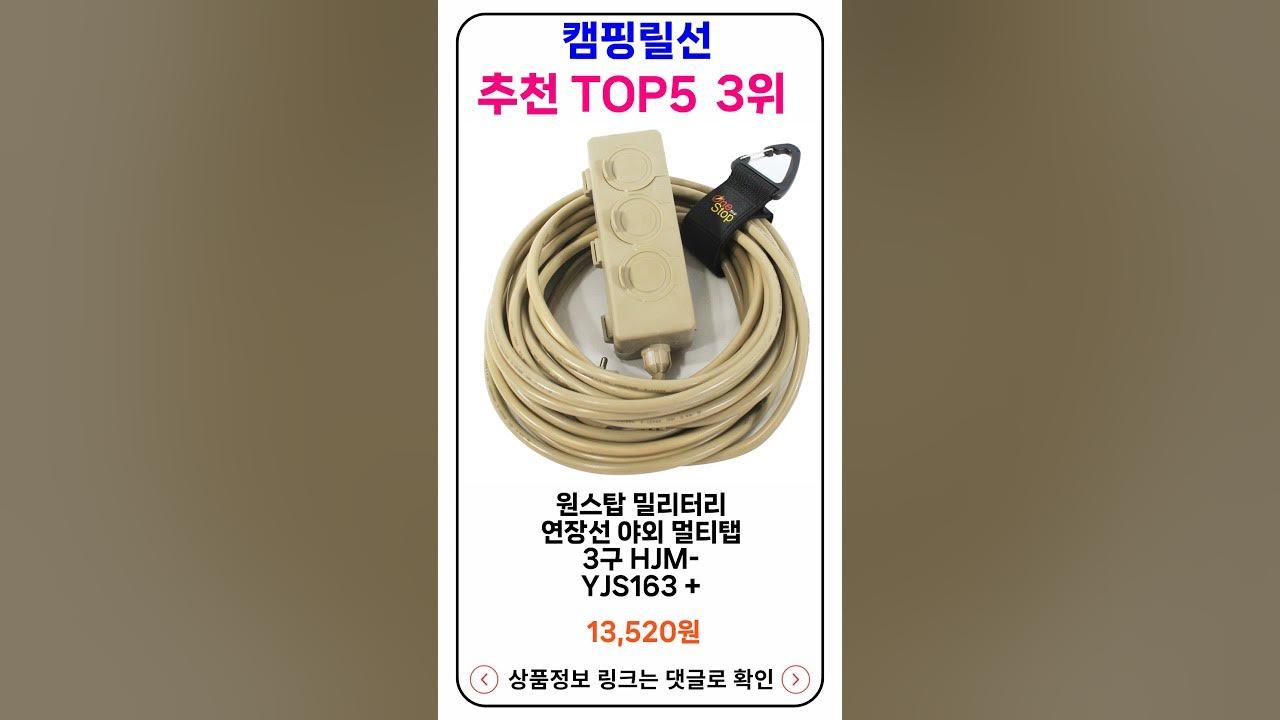 캠핑릴선
추천 TOP5 3위
One
Stop
원스탑 밀리터리
연장선 야외 멀티탭
3구 HJM-
YJS163 +
13,520원
상품정보 링크는 댓글로 확인